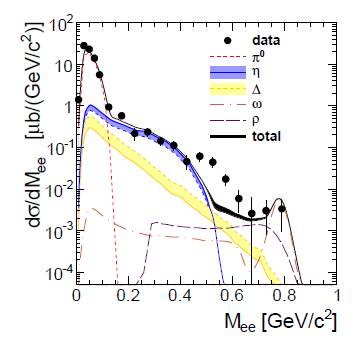 10²
10
1
10⁻¹
10⁻²
10⁻³
10⁻⁴
dσ/dMee [μb/(GeV/c²)]
data
π⁰
η
Δ
ω
ρ
total
0 0.2 0.4 0.6 0.8 1
Mee [GeV/c²]